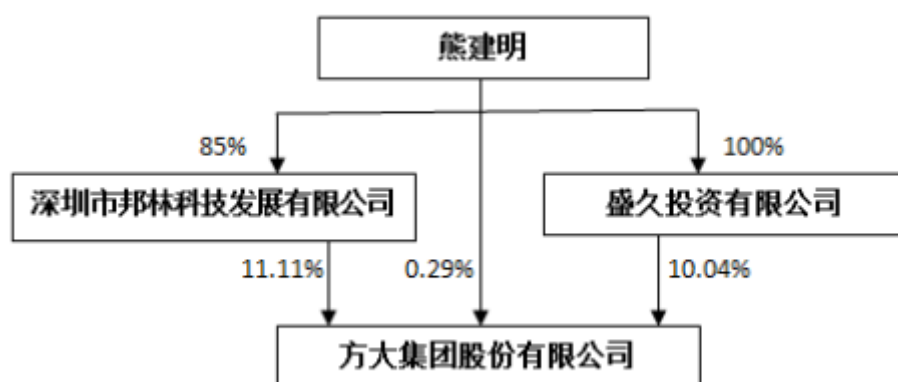 熊建明
85%
100%
深圳市邦林科技发展有限公司
盛久投资有限公司
11.11%
0.29%
10.04%
方大集团股份有限公司